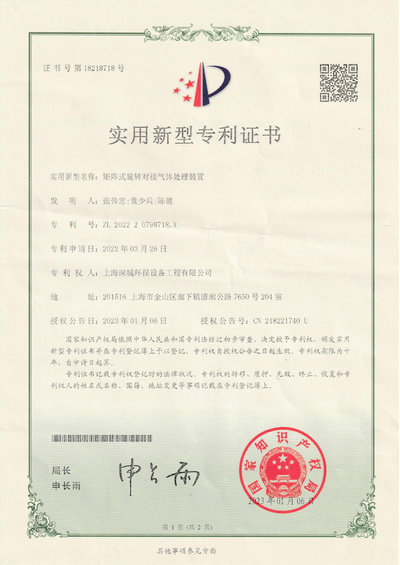 证书号第18218718号
实用新型专利证书
实用新型名称：矩阵式旋转对接气体处理装置
发 明 人：张传忠;董少兵;陈健
专 利 号：ZL 2022 2 0798718.X
专利申请日：2022年03月26日
专 利 权 人：上海深城环保设备工程有限公司
地 址：201516 上海市金山区廊下镇漕廊公路7650号204室
授权公告日：2023年01月06日 授权公告号：CN 218221740 U
国家知识产权局依照中华人民共和国专利法经过初步审查，决定授予专利权，颁发实用
新型专利证书并在专利登记簿上予以登记。专利权自授权公告之日起生效。专利权期限为十
年，自申请日起算。
专利证书记载专利权登记时的法律状况。专利权的转移、质押、无效、终止、恢复和专利
权人的姓名或名称、国籍、地址变更等事项记载在专利登记簿上。
局长
申长雨
国家知识产权局
2023年01月06日
第 1 页 (共 2 页)
其他事项参见续页